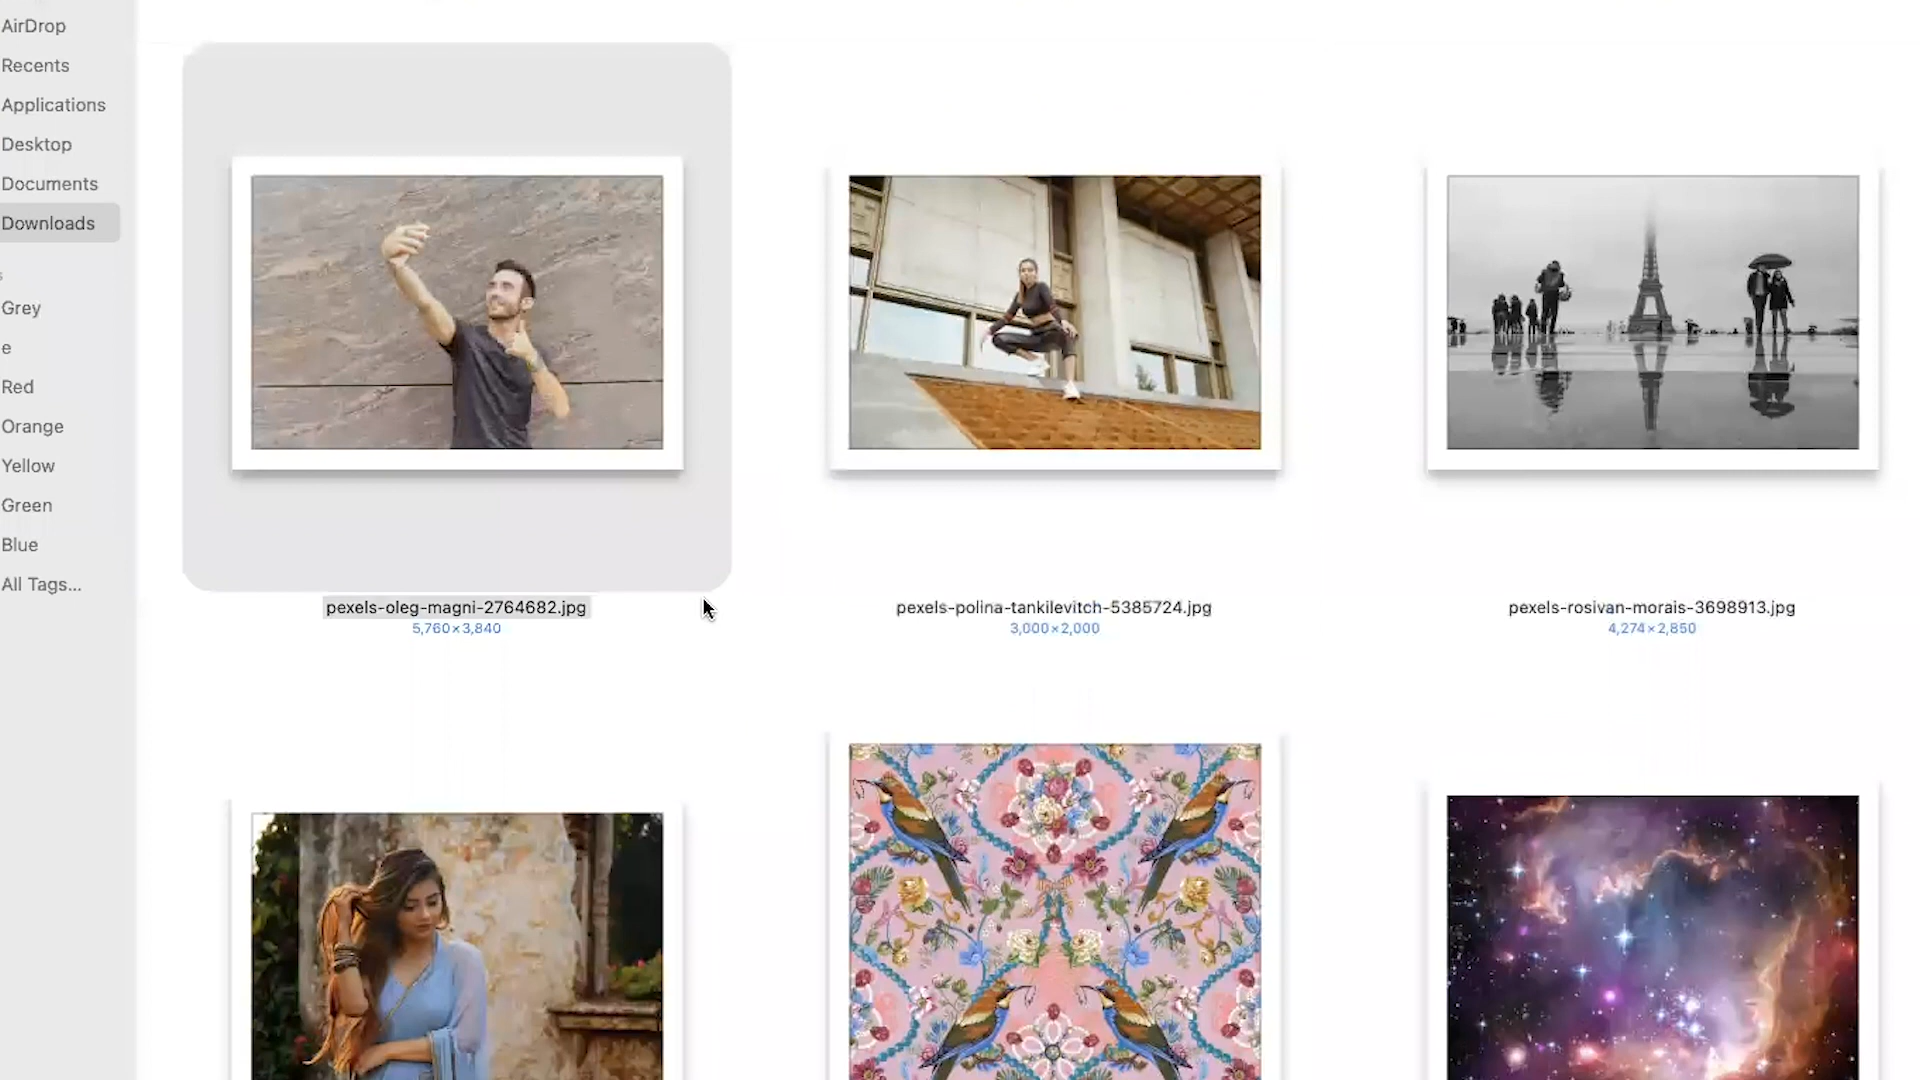 AirDrop
Recents
Applications
Desktop
Documents
Downloads
s
Grey
e
Red
Orange
Yellow
Green
Blue
All Tags...
pexels-oleg-magni-2764682.jpg
5,760×3,840
pexels-polina-tankilevitch-5385724.jpg
3,000×2,000
pexels-rosivan-morais-3698913.jpg
4,274×2,850